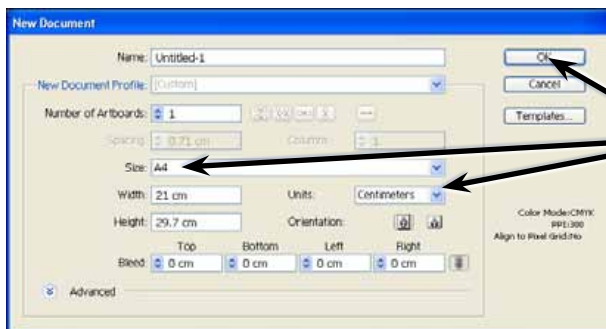 New Document
Name: Untitled-1
OK
New Document Profile: [Custom]
Cancel
Number of Artboards: 1
Templates...
Spacing: 0.71 cm Columns: 1
Size: A4
Width: 21 cm Units: Centimeters
Height: 29.7 cm Orientation:
Color Mode:CMYK
PPI:300
Align to Pixel Grid:No
Top Bottom Left Right
Bleed: 0 cm 0 cm 0 cm 0 cm
Advanced